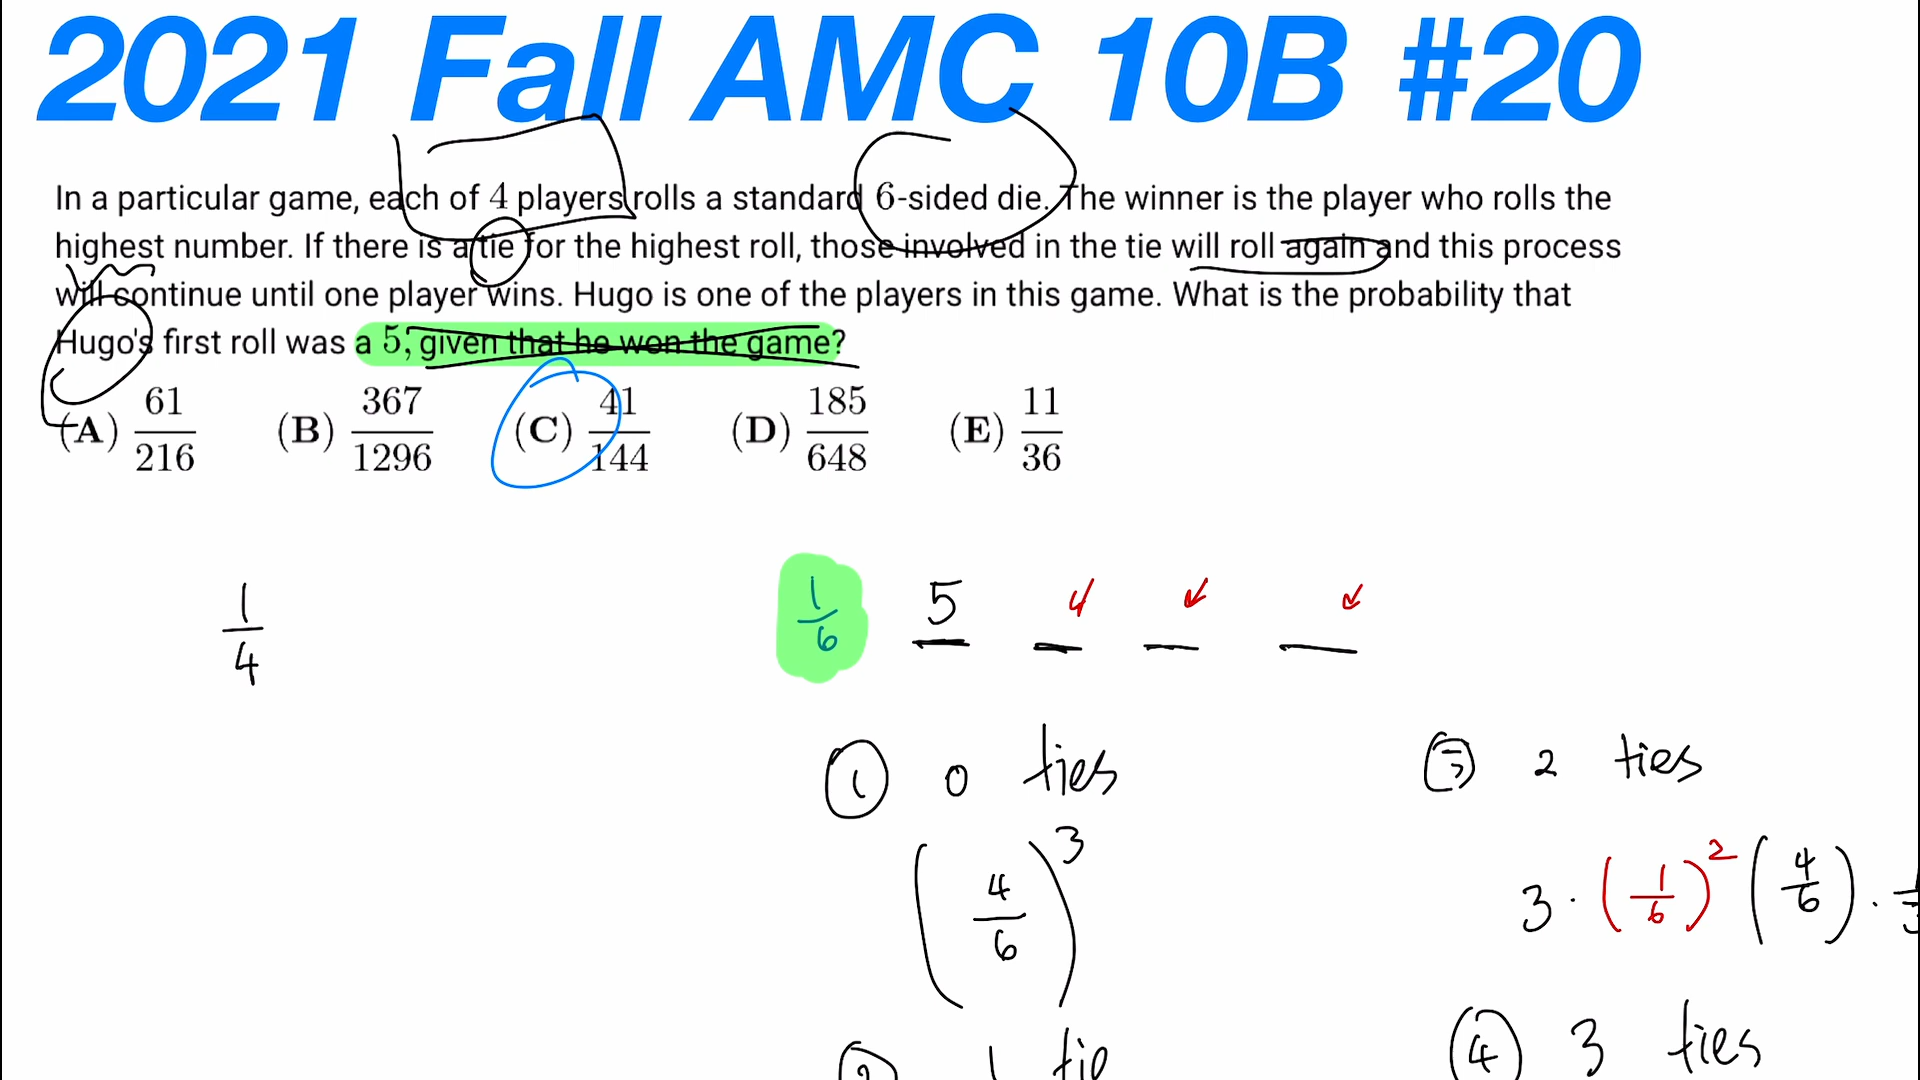 2021 Fall AMC 10B #20
In a particular game, each of 4 players rolls a standard 6-sided die. The winner is the player who rolls the
highest number. If there is a tie for the highest roll, those involved in the tie will roll again and this process
will continue until one player wins. Hugo is one of the players in this game. What is the probability that
Hugo's first roll was a 5, given that he won the game?
(A) 61/216 (B) 367/1296 (C) 41/144 (D) 185/648 (E) 11/36
1/4 1/6 5
1 0 ties 3 2 ties
(4/6)^3 3 · (1/6)^2 (4/6) ·
1 tie 4 3 ties